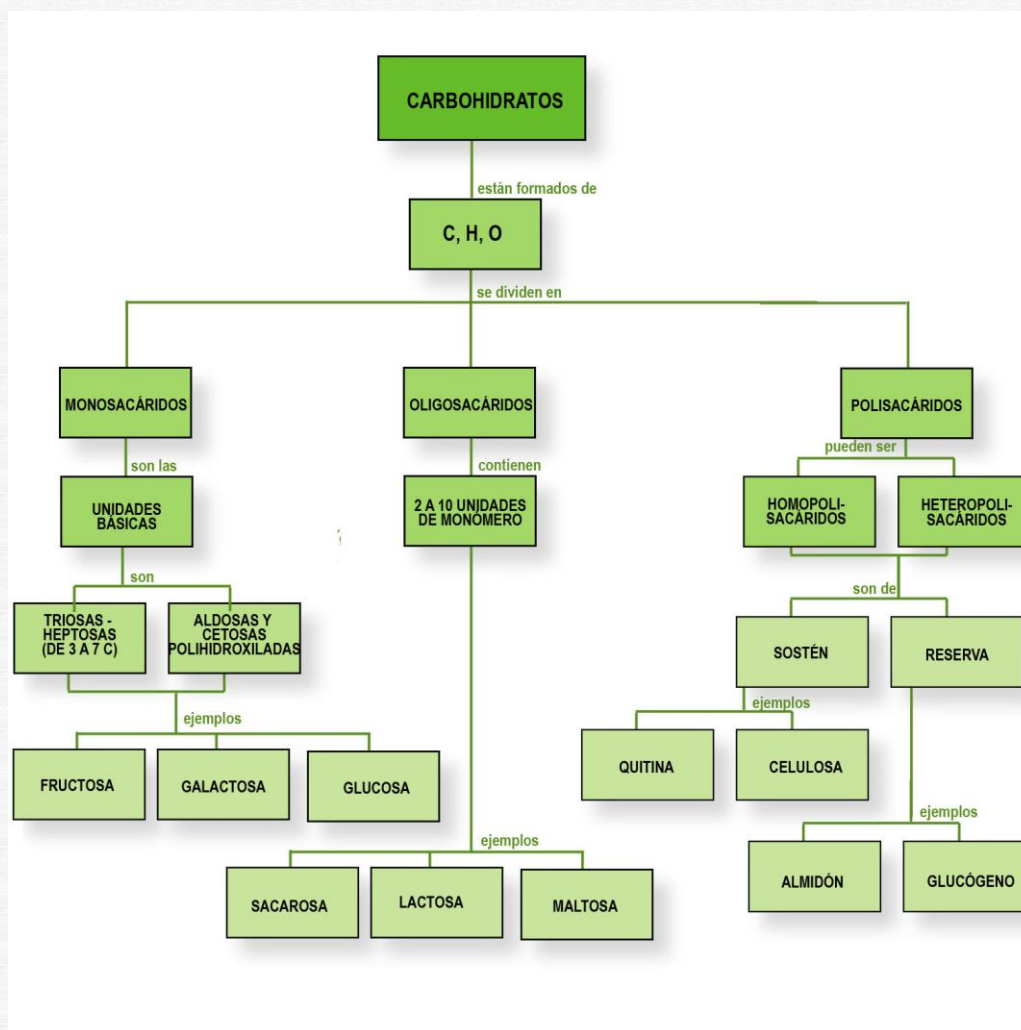 CARBOHIDRATOS
están formados de
C, H, O
se dividen en
MONOSACÁRIDOS
OLIGOSACÁRIDOS
POLISACÁRIDOS
son las
contienen
pueden ser
UNIDADES
BÁSICAS
2 A 10 UNIDADES
DE MONÓMERO
HOMOPOLI-
SACÁRIDOS
HETEROPOLI-
SACÁRIDOS
son
son de
TRIOSAS -
HEPTOSAS
(DE 3 A 7 C)
ALDOSAS Y
CETOSAS
POLIHIDROXILADAS
SOSTÉN
RESERVA
ejemplos
ejemplos
FRUCTOSA
GALACTOSA
GLUCOSA
QUITINA
CELULOSA
ejemplos
ejemplos
SACAROSA
LACTOSA
MALTOSA
ALMIDÓN
GLUCÓGENO